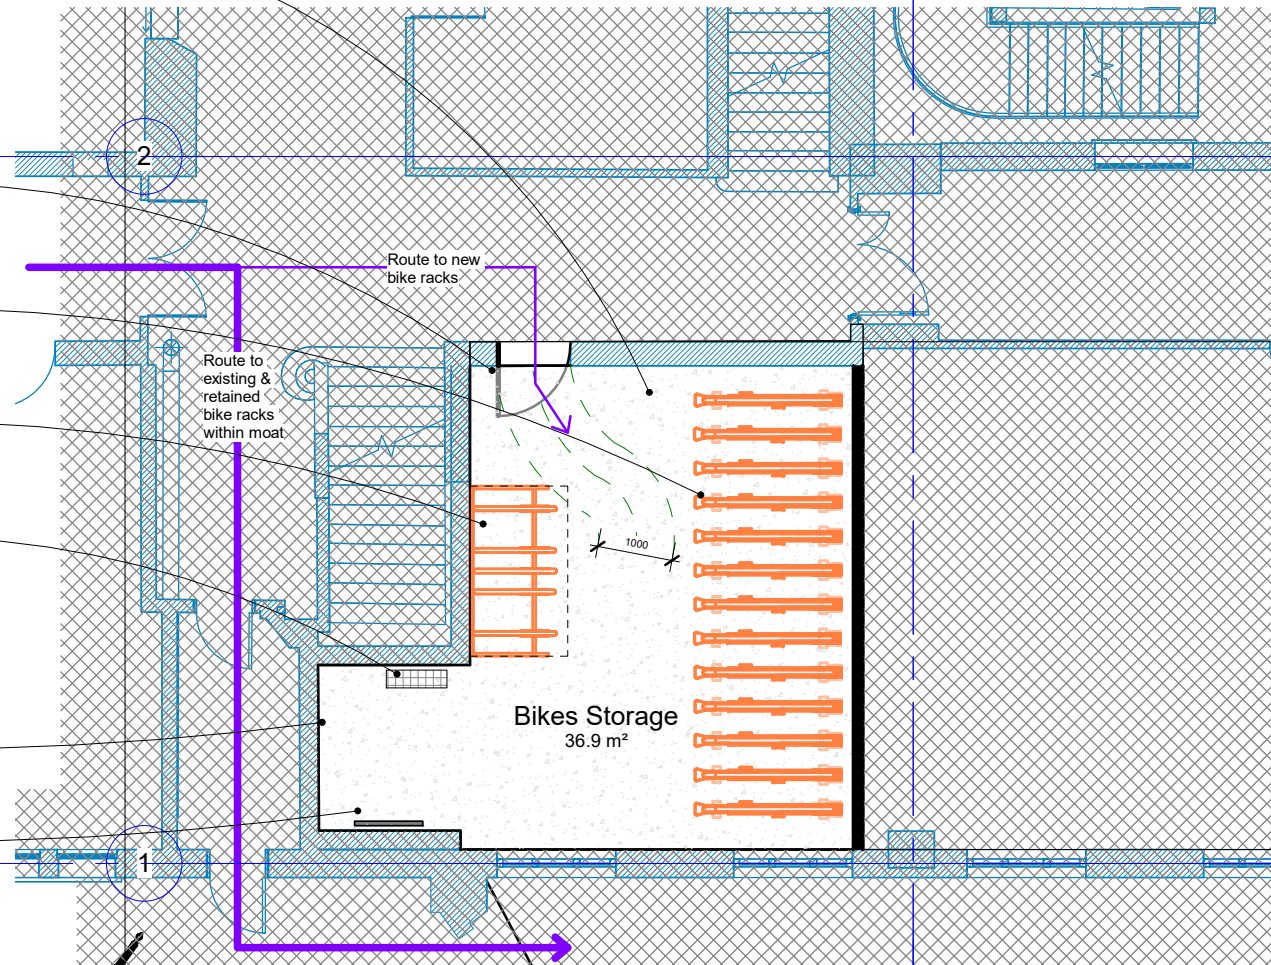 2
Route to new
bike racks
Route to
existing &
retained
bike racks
within moat
1000
Bikes Storage
36.9 m²
1